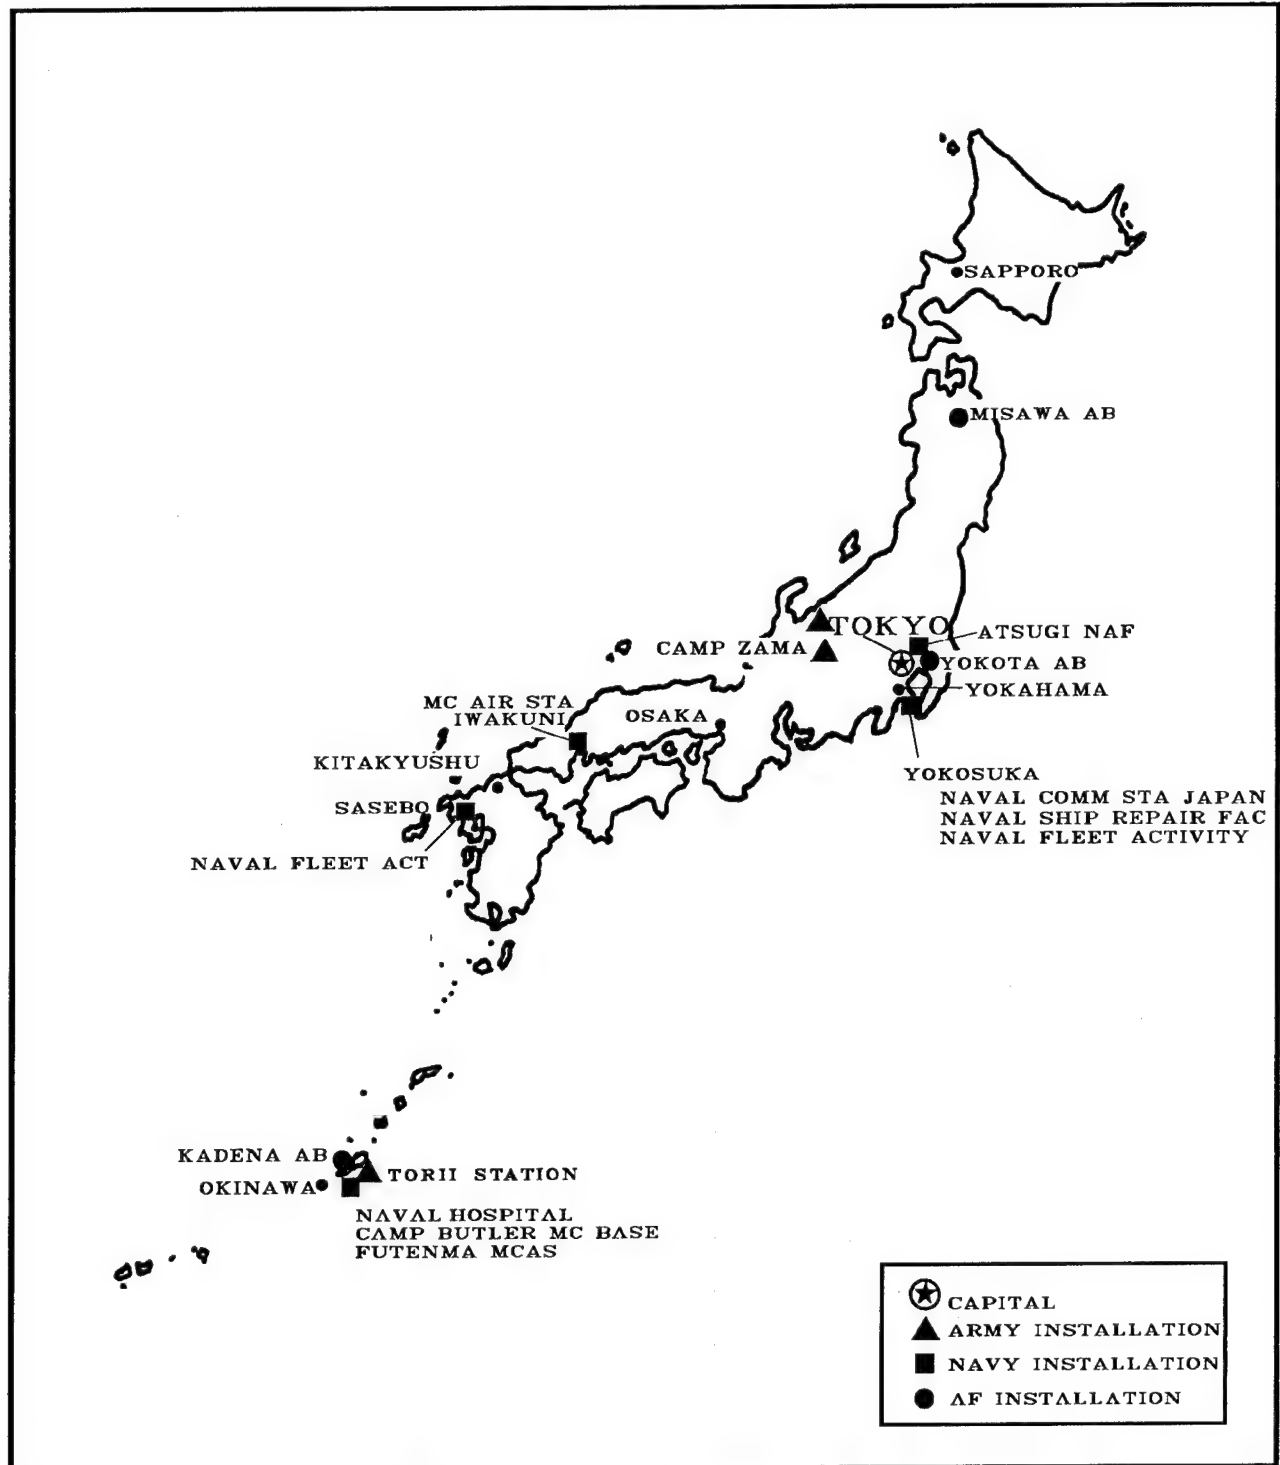 SAPPORO
MISAWA AB
TOKYO
ATSUGI NAF
CAMP ZAMA
YOKOTA AB
YOKAHAMA
MC AIR STA
IWAKUNI
OSAKA
KITAKYUSHU
YOKOSUKA
NAVAL COMM STA JAPAN
NAVAL SHIP REPAIR FAC
NAVAL FLEET ACTIVITY
SASEBO
NAVAL FLEET ACT
KADENA AB
TORII STATION
OKINAWA
NAVAL HOSPITAL
CAMP BUTLER MC BASE
FUTENMA MCAS
CAPITAL
ARMY INSTALLATION
NAVY INSTALLATION
AF INSTALLATION